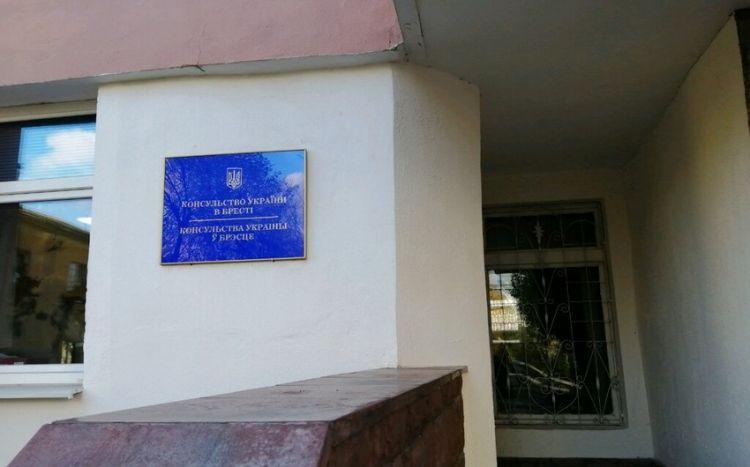 КОНСУЛЬСТВО УКРАЇНИ
В БРЕСТІ
КОНСУЛЬСТВА УКРАІНЫ
Ў БРЭСЦЕ